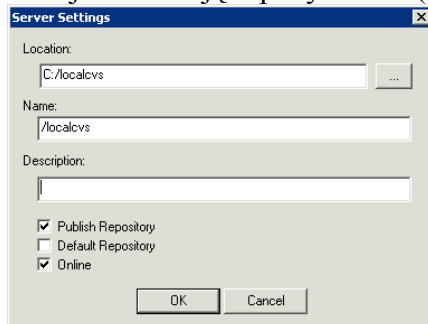 Server Settings
Location:
C:/localcvs
...
Name:
/localcvs
Description:
Publish Repository
Default Repository
Online
OK Cancel